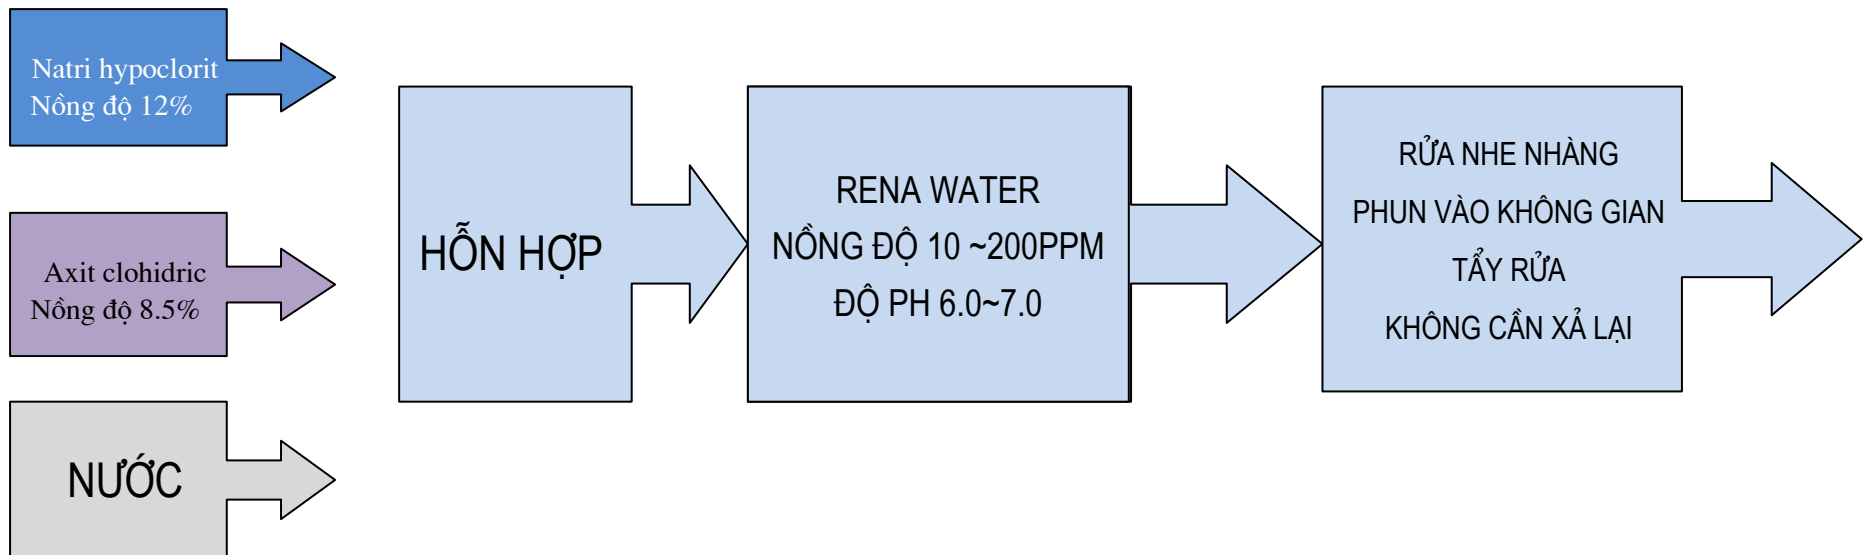 Natri hypoclorit
Nồng độ 12%
Axit clohidric
Nồng độ 8.5%
NƯỚC
HỖN HỢP
RENA WATER
NỒNG ĐỘ 10 ~200PPM
ĐỘ PH 6.0~7.0
RỬA NHE NHÀNG
PHUN VÀO KHÔNG GIAN
TẨY RỬA
KHÔNG CẦN XẢ LẠI